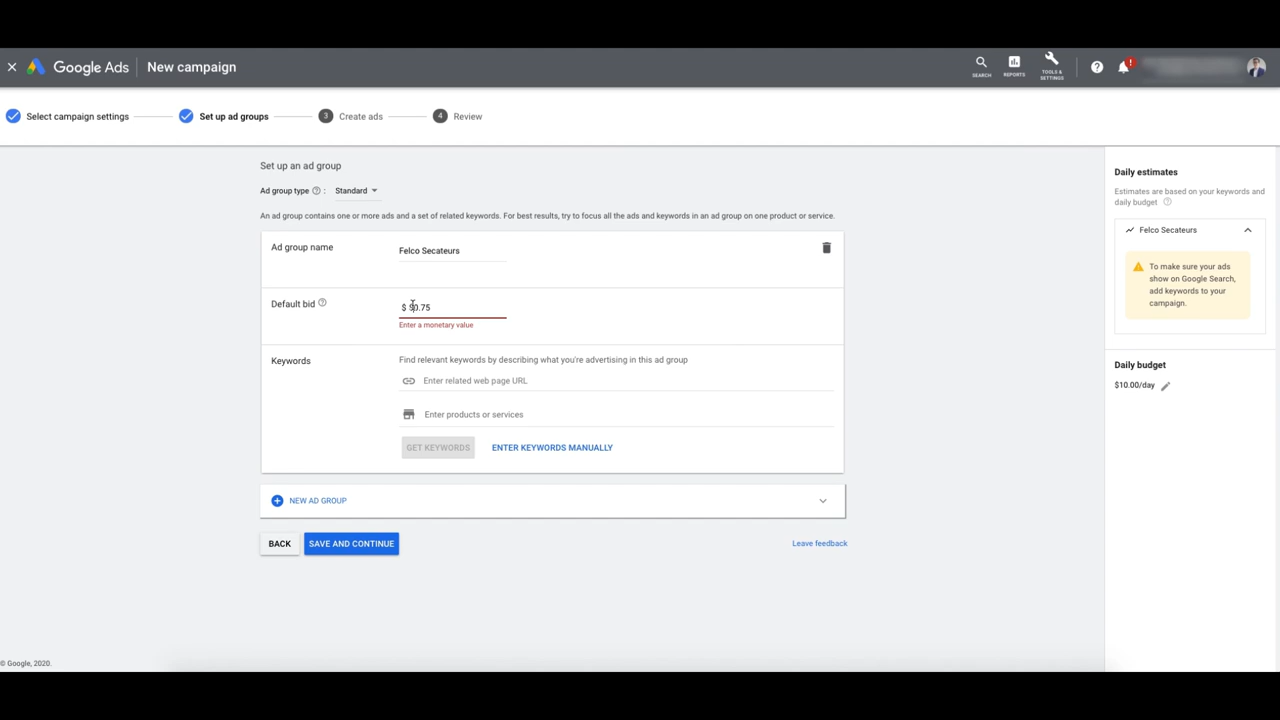 Google Ads New campaign
SEARCH
REPORTS
TOOLS & SETTINGS
!
Select campaign settings
Set up ad groups
3 Create ads
4 Review
Set up an ad group
Ad group type : Standard
An ad group contains one or more ads and a set of related keywords. For best results, try to focus all the ads and keywords in an ad group on one product or service.
Ad group name
Felco Secateurs
Default bid
$ $0.75
Enter a monetary value
Keywords
Find relevant keywords by describing what you're advertising in this ad group
Enter related web page URL
Enter products or services
GET KEYWORDS
ENTER KEYWORDS MANUALLY
NEW AD GROUP
BACK
SAVE AND CONTINUE
Leave feedback
Daily estimates
Estimates are based on your keywords and
daily budget
Felco Secateurs
To make sure your ads
show on Google Search,
add keywords to your
campaign.
Daily budget
$10.00/day
© Google, 2020.